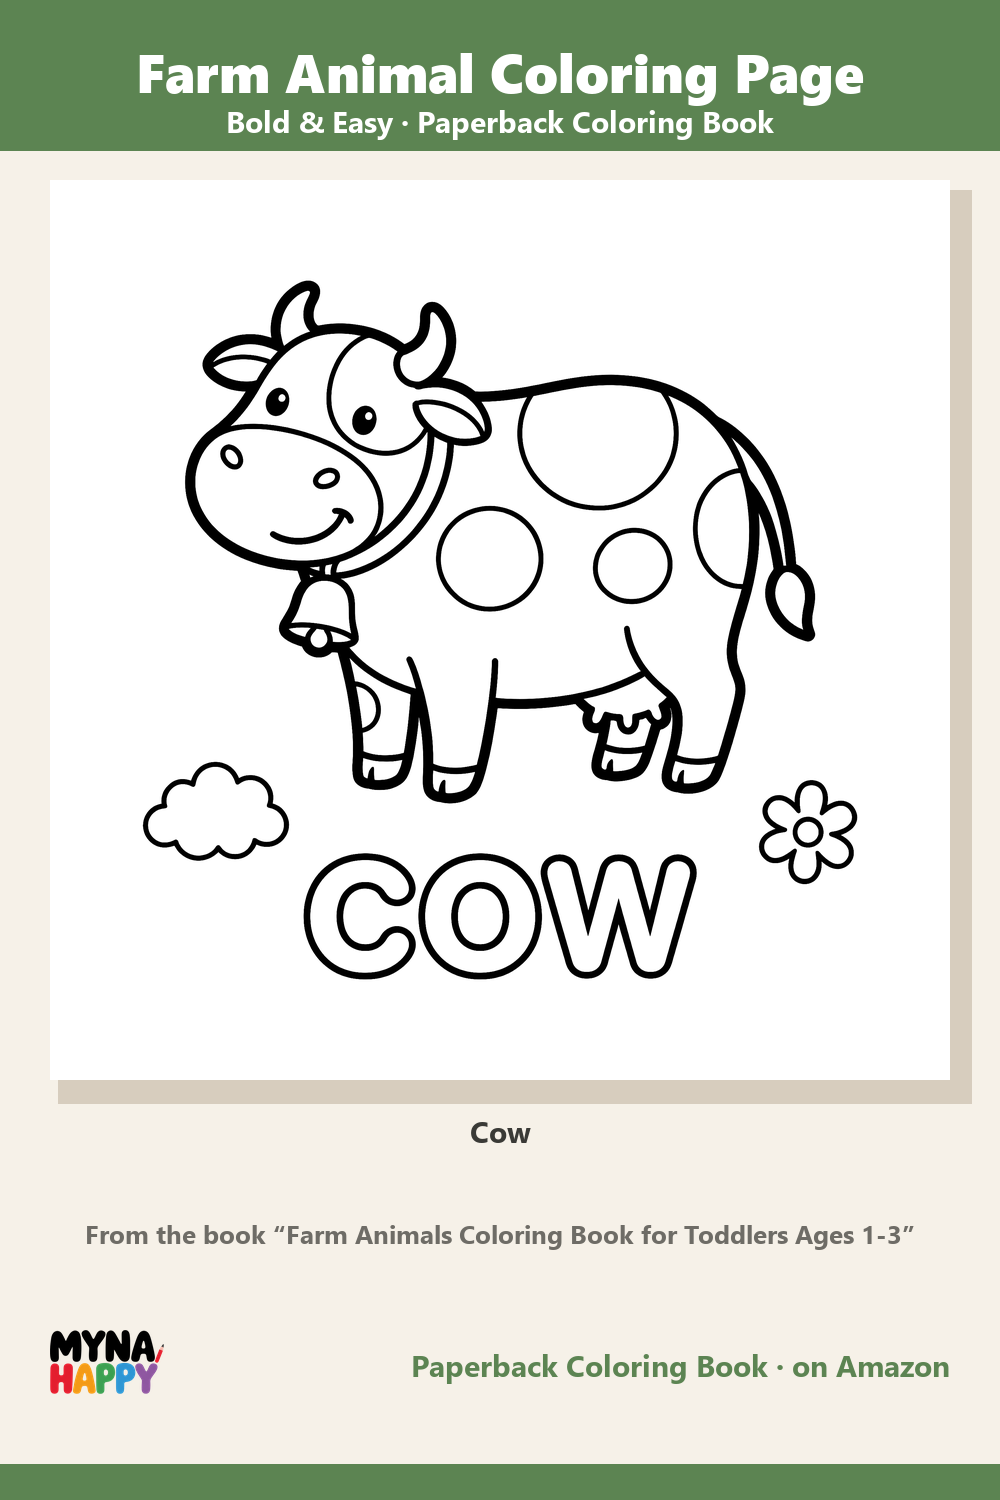 Farm Animal Coloring Page
Bold & Easy · Paperback Coloring Book
COW
Cow
From the book “Farm Animals Coloring Book for Toddlers Ages 1-3”
MYNA
HAPPY
Paperback Coloring Book · on Amazon